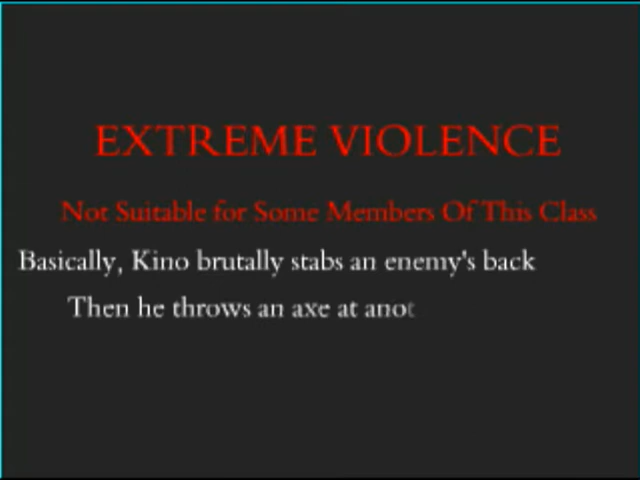 EXTREME VIOLENCE
Not Suitable for Some Members Of This Class
Basically, Kino brutally stabs an enemy's back
Then he throws an axe at anot